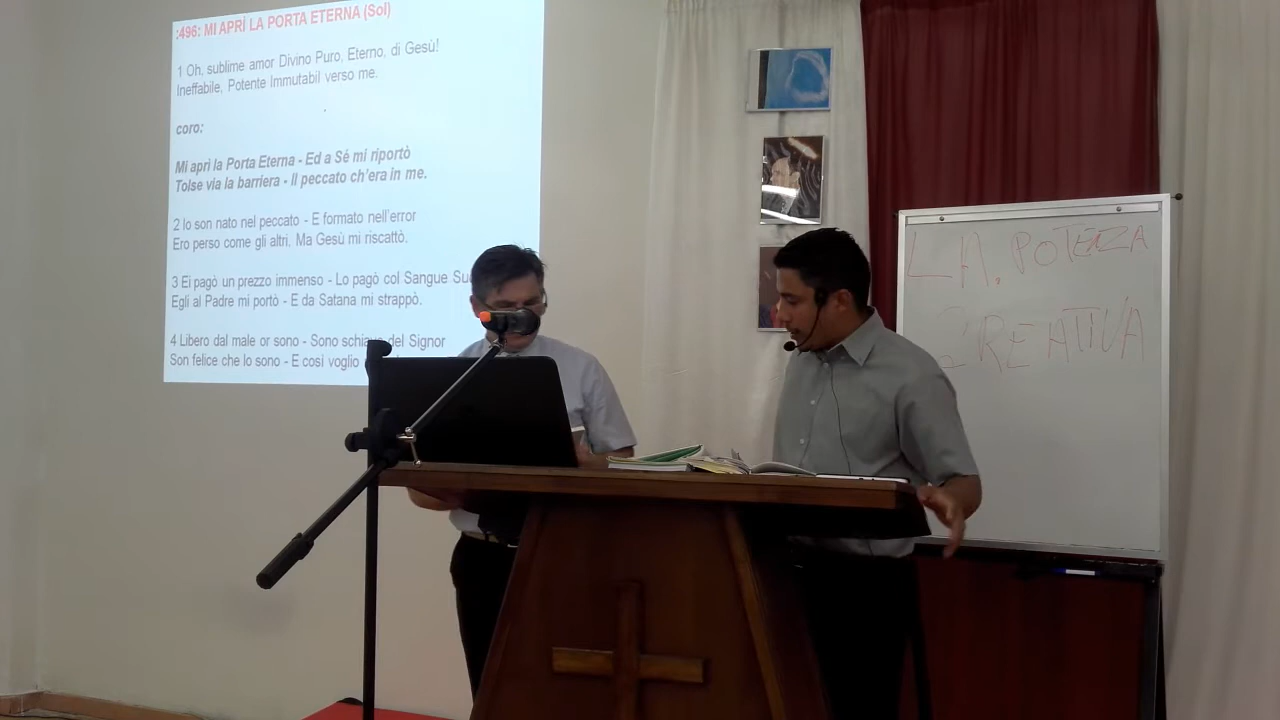 :496: MI APRÍ LA PORTA ETERNA (Sol)
1 Oh, sublime amor Divino Puro, Eterno, di Gesù!
Ineffabile, Potente Immutabil verso me.
coro:
Mi aprì la Porta Eterna - Ed a Sé mi riportò
Tolse via la barriera - Il peccato ch'era in me.
2 Io son nato nel peccato - E formato nell'error
Ero perso come gli altri. Ma Gesù mi riscattò.
3 Ei pagò un prezzo immenso - Lo pagò col Sangue
Egli al Padre mi portò - E da Satana mi strappò.
4 Libero dal male or sono - Sono schiavo del Signor
Son felice che lo sono - E così voglio
LA POTENZA
CREATIVA